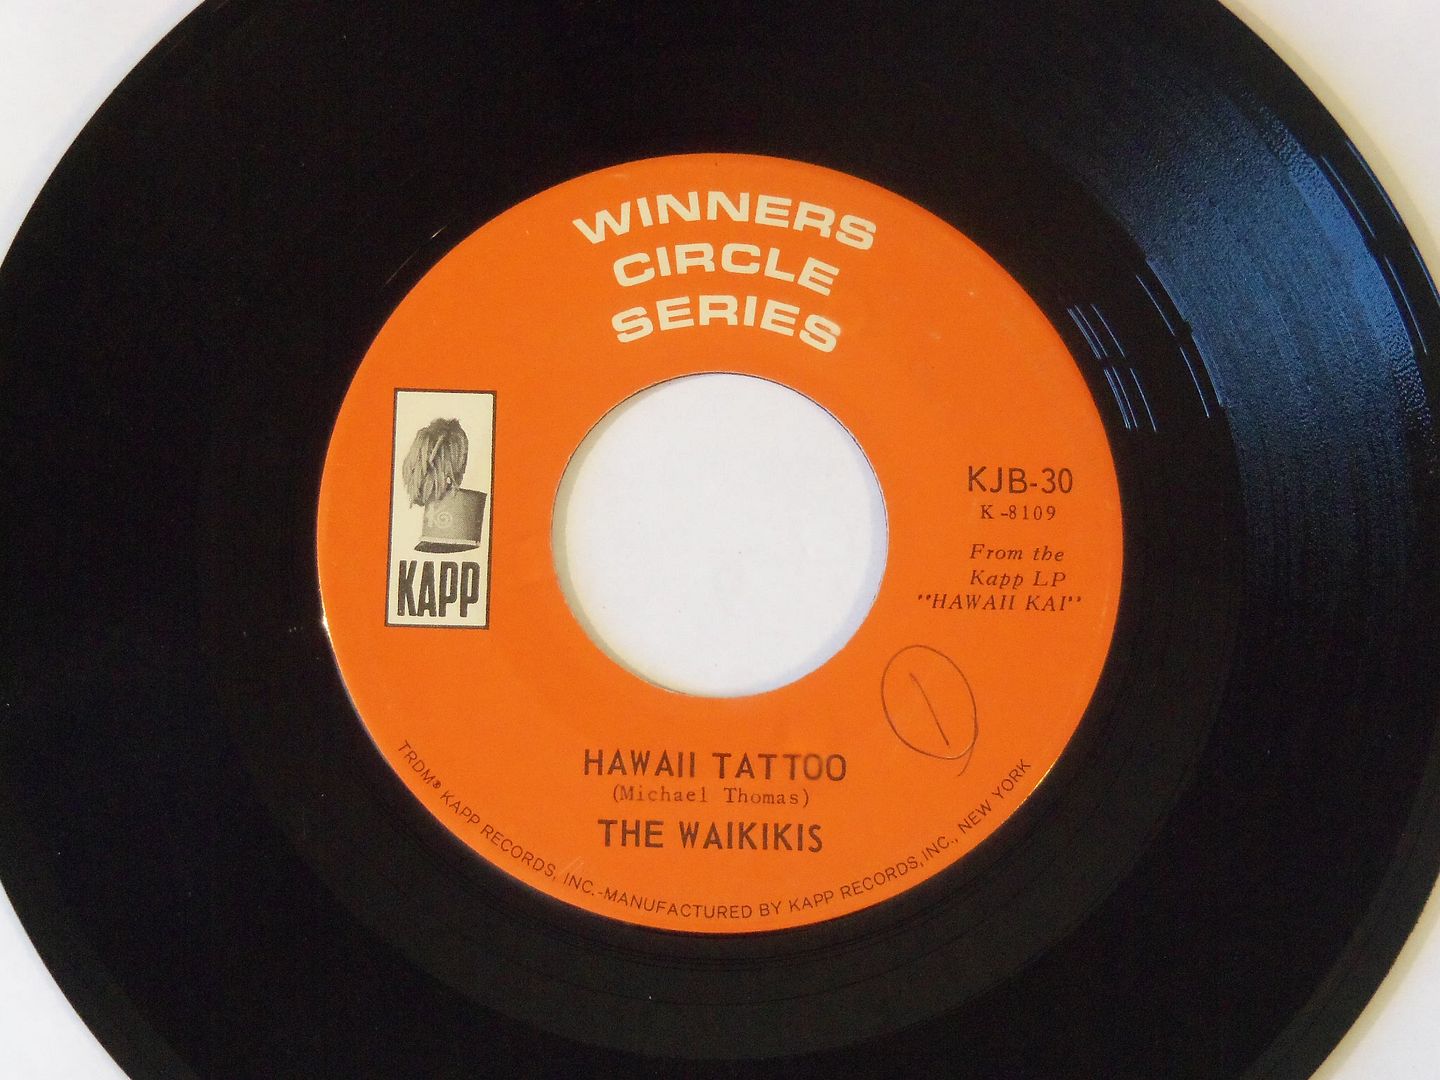 WINNERS
CIRCLE
SERIES
KAPP
KJB-30
K-8109
From the
Kapp LP
"HAWAII KAI"
1
HAWAII TATTOO
(Michael Thomas)
THE WAIKIKIS
TRDM® KAPP RECORDS, INC.-MANUFACTURED BY KAPP RECORDS, INC., NEW YORK